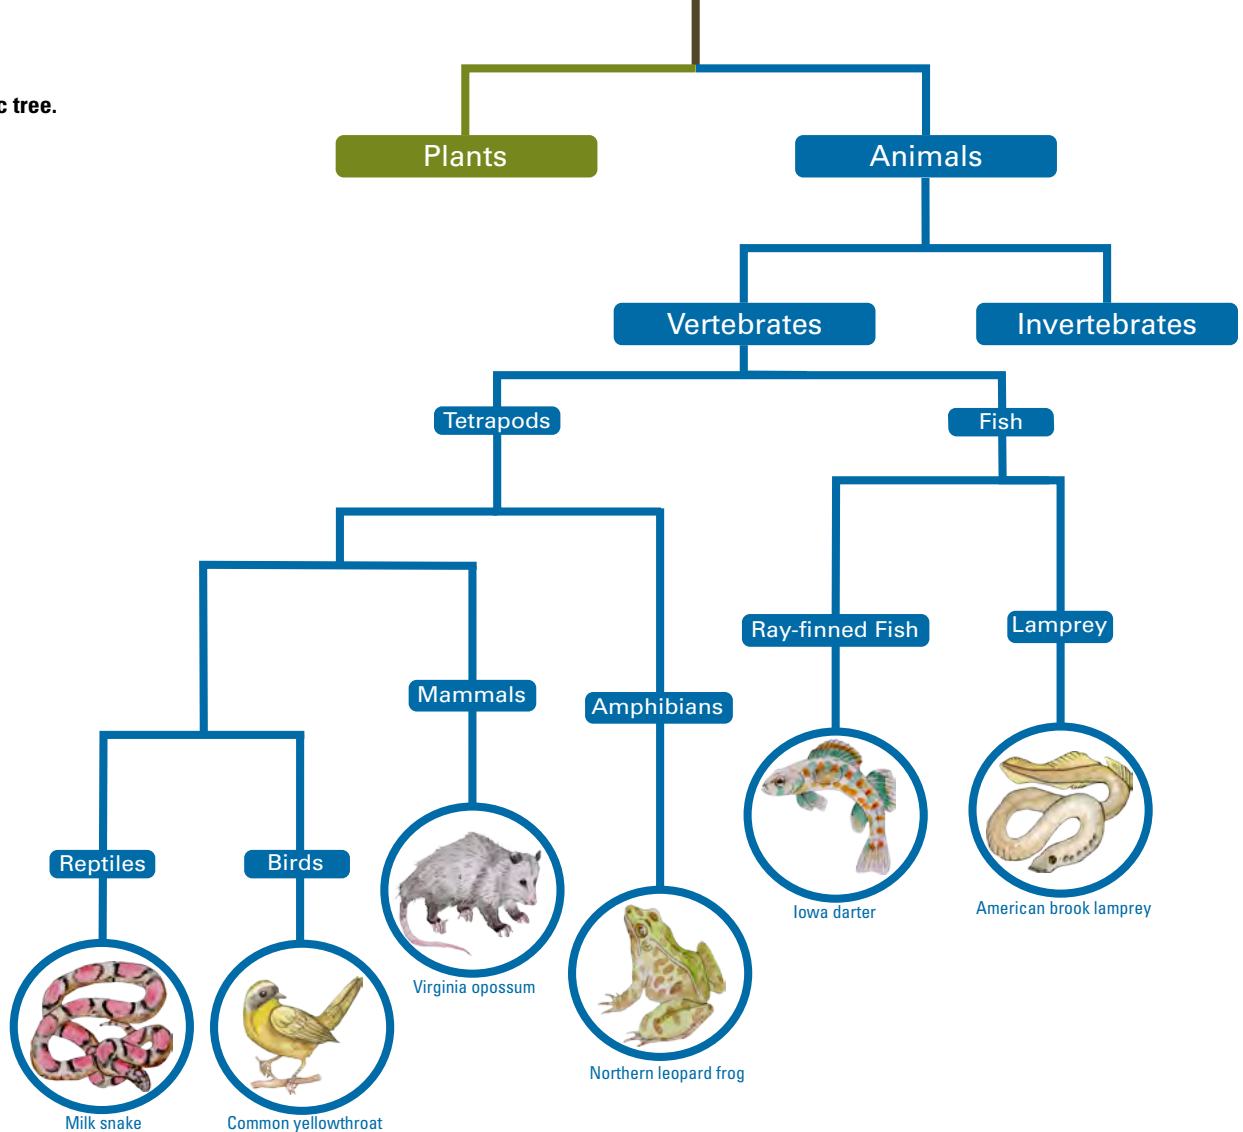 c tree.
Plants
Animals
Vertebrates
Invertebrates
Tetrapods
Fish
Ray-finned Fish
Lamprey
Mammals
Amphibians
Reptiles
Birds
Iowa darter
American brook lamprey
Virginia opossum
Northern leopard frog
Milk snake
Common yellowthroat